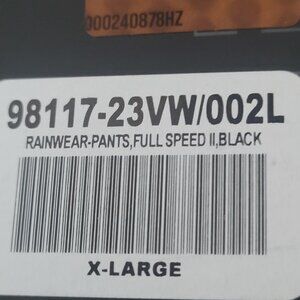 000240878HZ
98117-23VW/002L
RAINWEAR-PANTS,FULL SPEED II,BLACK
X-LARGE